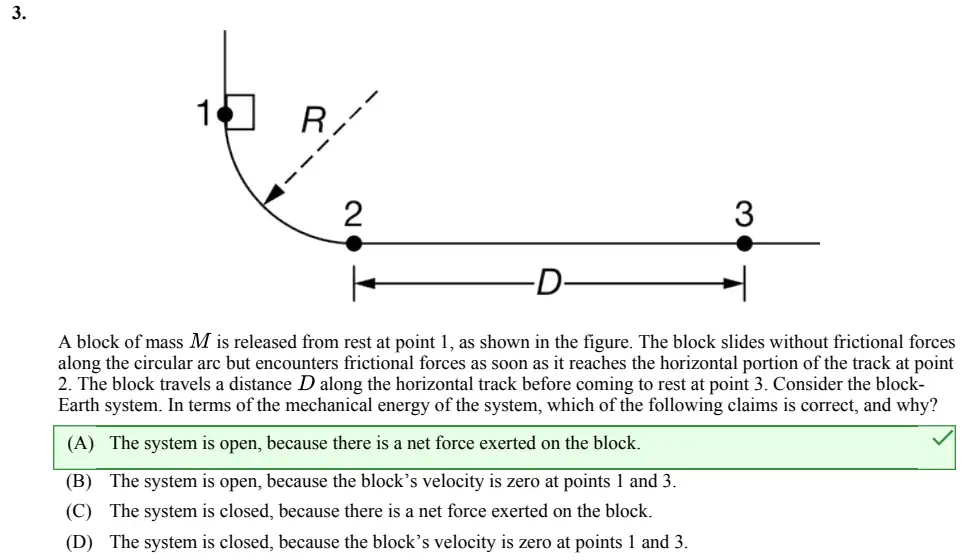 3.
1
R
2
3
D
A block of mass M is released from rest at point 1, as shown in the figure. The block slides without frictional forces
along the circular arc but encounters frictional forces as soon as it reaches the horizontal portion of the track at point
2. The block travels a distance D along the horizontal track before coming to rest at point 3. Consider the block-
Earth system. In terms of the mechanical energy of the system, which of the following claims is correct, and why?
(A) The system is open, because there is a net force exerted on the block.
(B) The system is open, because the block’s velocity is zero at points 1 and 3.
(C) The system is closed, because there is a net force exerted on the block.
(D) The system is closed, because the block’s velocity is zero at points 1 and 3.